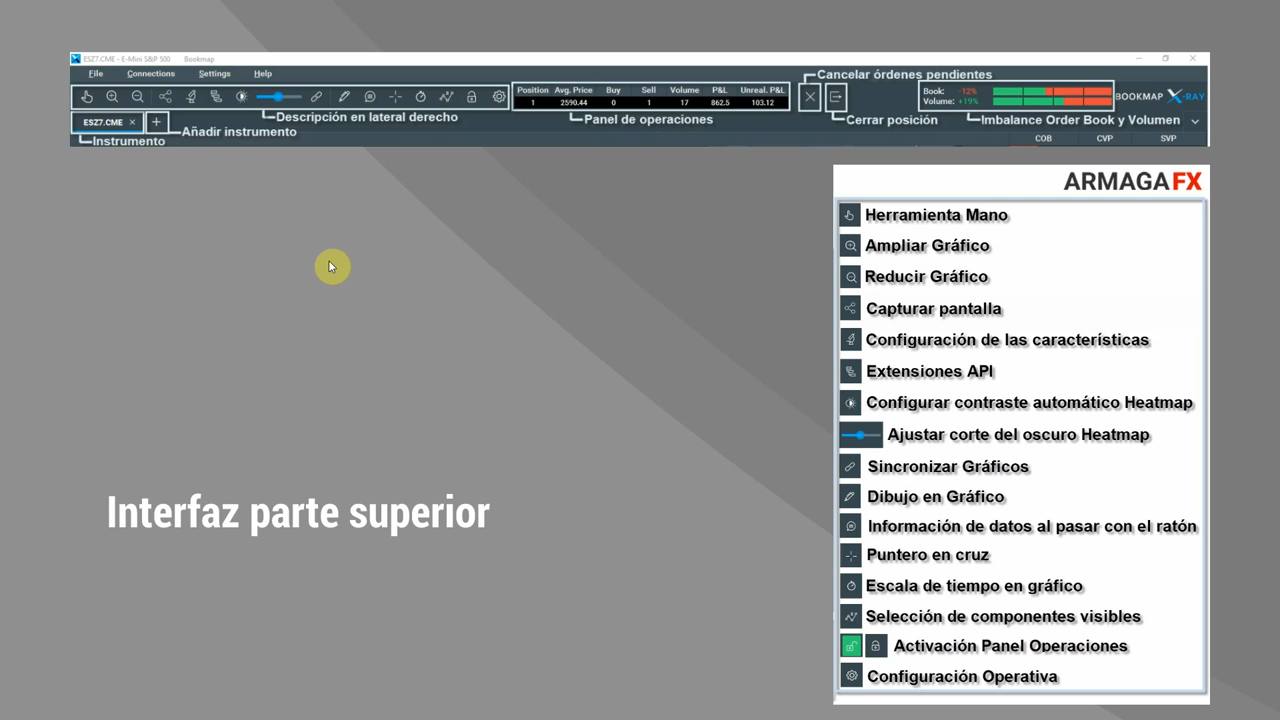 ESZ7.CME - E-Mini S&P 500 Bookmap
File Connections Settings Help
Cancelar órdenes pendientes
Position Avg. Price Buy Sell Volume P&L Unreal. P&L
1 2590.44 0 1 17 862.5 103.12
Book: -12%
Volume: +19%
BOOKMAP X-RAY
Descripción en lateral derecho
Panel de operaciones
Cerrar posición
Imbalance Order Book y Volumen
ESZ7.CME × +
Añadir instrumento
Instrumento
COB CVP SVP
ARMAGAFX
Herramienta Mano
Ampliar Gráfico
Reducir Gráfico
Capturar pantalla
Configuración de las características
Extensiones API
Configurar contraste automático Heatmap
Ajustar corte del oscuro Heatmap
Sincronizar Gráficos
Dibujo en Gráfico
Información de datos al pasar con el ratón
Puntero en cruz
Escala de tiempo en gráfico
Selección de componentes visibles
Activación Panel Operaciones
Configuración Operativa
Interfaz parte superior